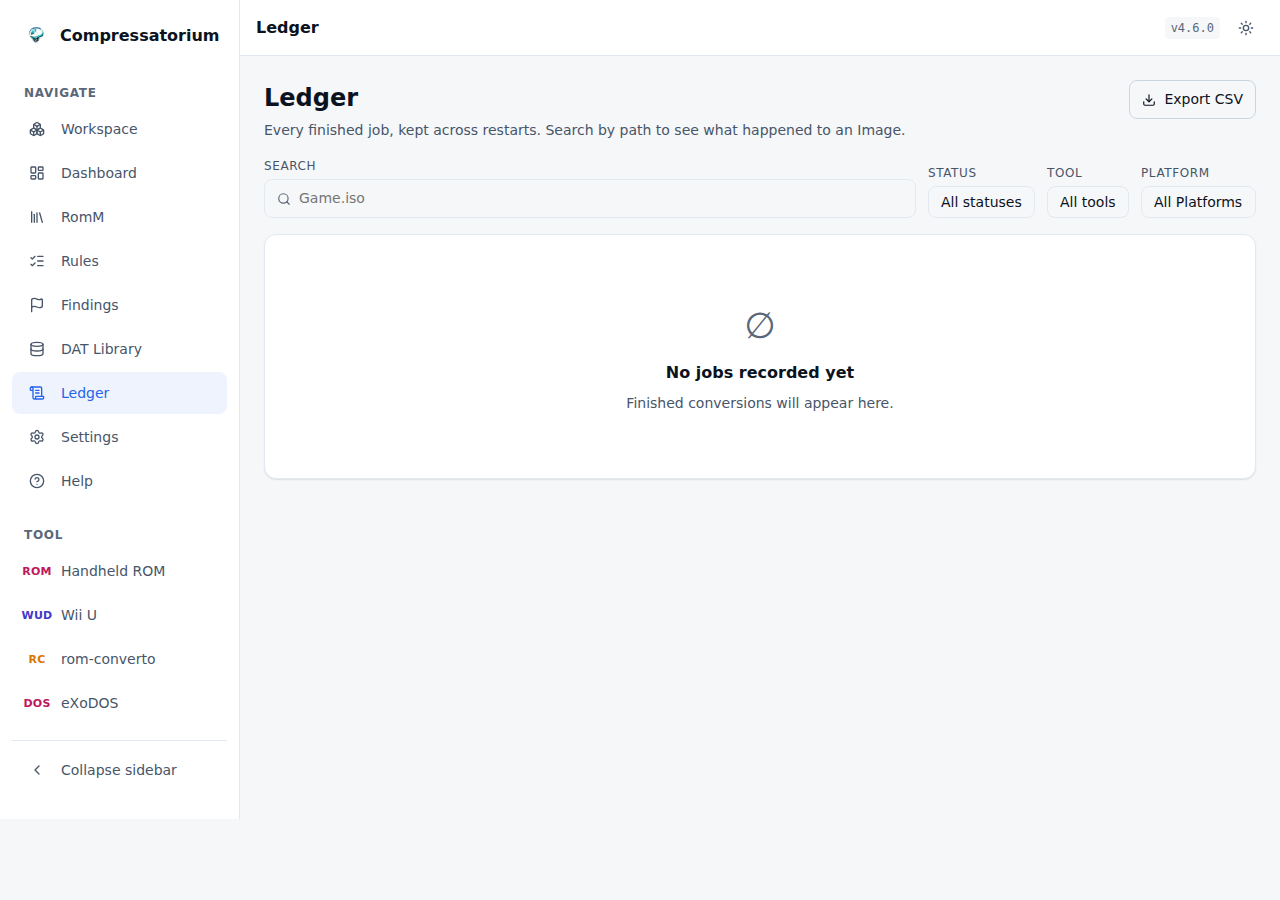 Compressatorium
NAVIGATE
Workspace
Dashboard
RomM
Rules
Findings
DAT Library
Ledger
Settings
Help
TOOL
ROM Handheld ROM
WUD Wii U
RC rom-converto
DOS eXoDOS
Collapse sidebar
Ledger
v4.6.0
Ledger
Export CSV
Every finished job, kept across restarts. Search by path to see what happened to an Image.
SEARCH
Game.iso
STATUS
All statuses
TOOL
All tools
PLATFORM
All Platforms
No jobs recorded yet
Finished conversions will appear here.